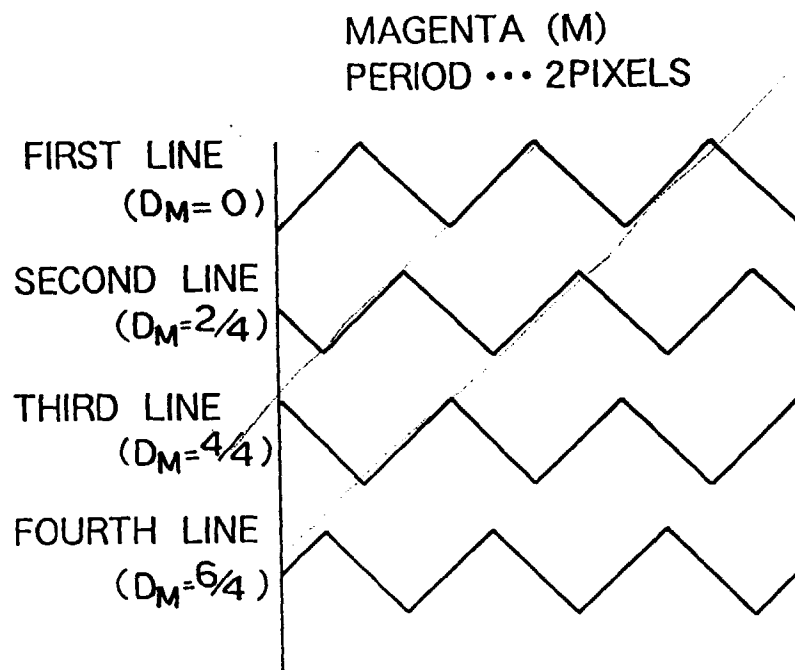 MAGENTA (M)
PERIOD ··· 2PIXELS
FIRST LINE
(DM=0)
SECOND LINE
(DM=2/4)
THIRD LINE
(DM=4/4)
FOURTH LINE
(DM=6/4)